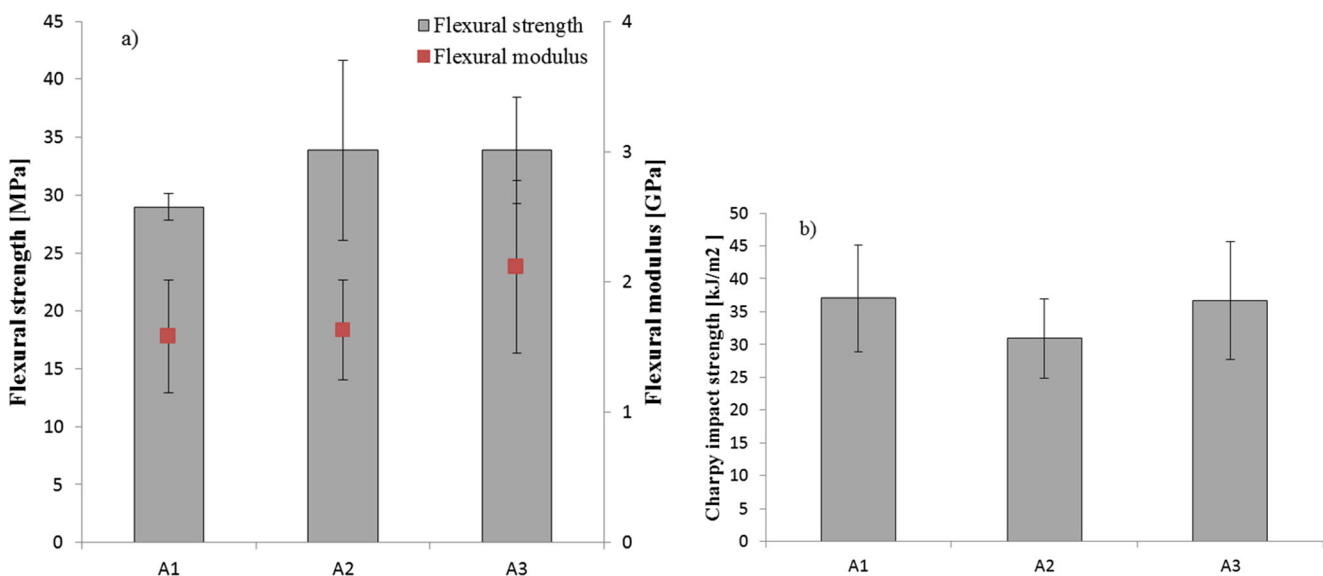 a)
Flexural strength
Flexural modulus
Flexural strength [MPa]
45
40
35
30
25
20
15
10
5
0
A1
A2
A3
4
3
2
1
0
Flexural modulus [GPa]
b)
Charpy impact strength [kJ/m2 ]
50
45
40
35
30
25
20
15
10
5
0
A1
A2
A3